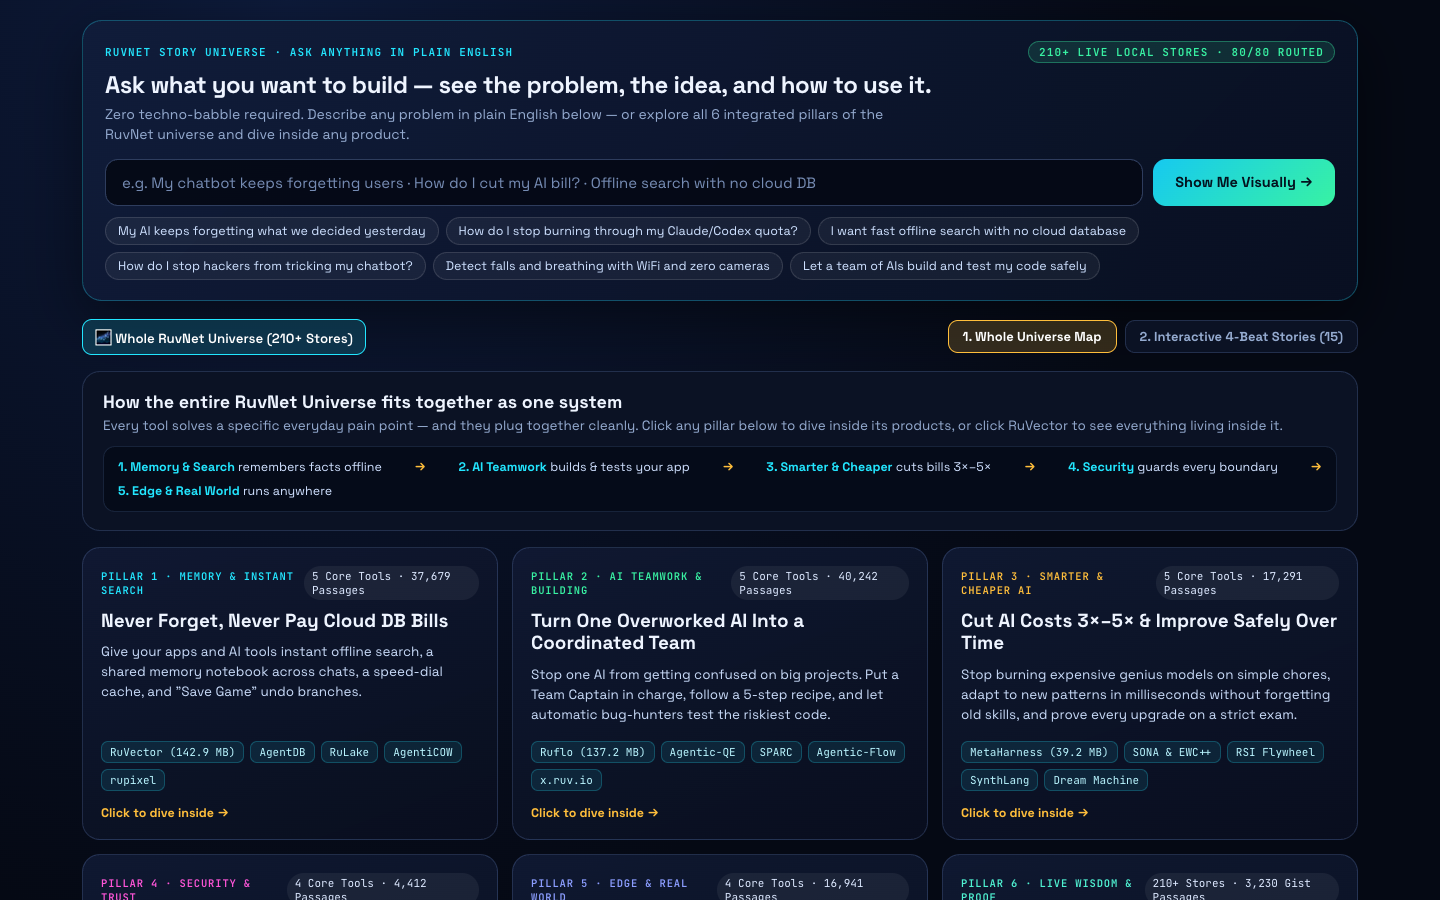 RUVNET STORY UNIVERSE · ASK ANYTHING IN PLAIN ENGLISH
210+ LIVE LOCAL STORES · 80/80 ROUTED
Ask what you want to build — see the problem, the idea, and how to use it.
Zero techno-babble required. Describe any problem in plain English below — or explore all 6 integrated pillars of the
RuvNet universe and dive inside any product.
e.g. My chatbot keeps forgetting users · How do I cut my AI bill? · Offline search with no cloud DB
Show Me Visually →
My AI keeps forgetting what we decided yesterday
How do I stop burning through my Claude/Codex quota?
I want fast offline search with no cloud database
How do I stop hackers from tricking my chatbot?
Detect falls and breathing with WiFi and zero cameras
Let a team of AIs build and test my code safely
Whole RuvNet Universe (210+ Stores)
1. Whole Universe Map
2. Interactive 4-Beat Stories (15)
How the entire RuvNet Universe fits together as one system
Every tool solves a specific everyday pain point — and they plug together cleanly. Click any pillar below to dive inside its products, or click RuVector to see everything living inside it.
1. Memory & Search remembers facts offline → 2. AI Teamwork builds & tests your app → 3. Smarter & Cheaper cuts bills 3×–5× → 4. Security guards every boundary →
5. Edge & Real World runs anywhere
PILLAR 1 · MEMORY & INSTANT
SEARCH
5 Core Tools · 37,679
Passages
Never Forget, Never Pay Cloud DB Bills
Give your apps and AI tools instant offline search, a
shared memory notebook across chats, a speed-dial
cache, and "Save Game" undo branches.
RuVector (142.9 MB)
AgentDB
RuLake
AgentiCOW
rupixel
Click to dive inside →
PILLAR 2 · AI TEAMWORK &
BUILDING
5 Core Tools · 40,242
Passages
Turn One Overworked AI Into a
Coordinated Team
Stop one AI from getting confused on big projects. Put a
Team Captain in charge, follow a 5-step recipe, and let
automatic bug-hunters test the riskiest code.
Ruflo (137.2 MB)
Agentic-QE
SPARC
Agentic-Flow
x.ruv.io
Click to dive inside →
PILLAR 3 · SMARTER &
CHEAPER AI
5 Core Tools · 17,291
Passages
Cut AI Costs 3×–5× & Improve Safely Over
Time
Stop burning expensive genius models on simple chores,
adapt to new patterns in milliseconds without forgetting
old skills, and prove every upgrade on a strict exam.
MetaHarness (39.2 MB)
SONA & EWC++
RSI Flywheel
SynthLang
Dream Machine
Click to dive inside →
PILLAR 4 · SECURITY &
TRUST
4 Core Tools · 4,412
Passages
PILLAR 5 · EDGE & REAL
WORLD
4 Core Tools · 16,941
Passages
PILLAR 6 · LIVE WISDOM &
PROOF
210+ Stores · 3,230 Gist
Passages